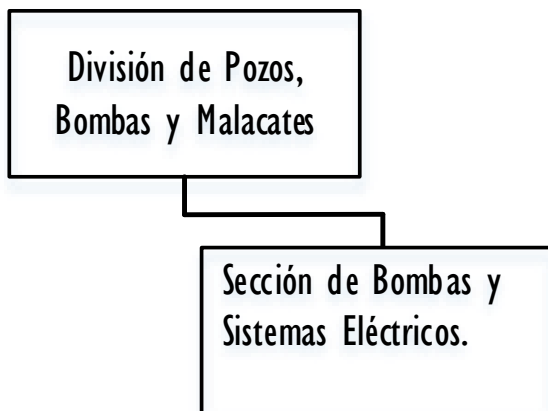 División de Pozos,
Bombas y Malacates
Sección de Bombas y
Sistemas Eléctricos.